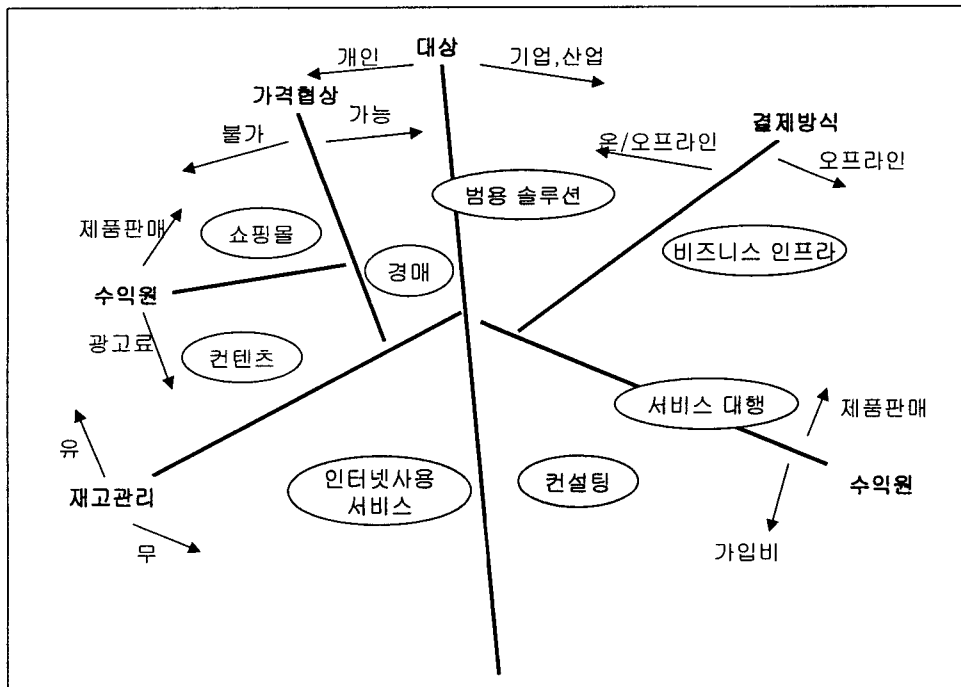 대상
개인
기업,산업
가격협상
불가
가능
결제방식
온/오프라인
오프라인
범용 솔루션
제품판매
쇼핑몰
비즈니스 인프라
경매
수익원
광고료
컨텐츠
서비스 대행
제품판매
유
재고관리
인터넷사용
서비스
컨설팅
수익원
무
가입비